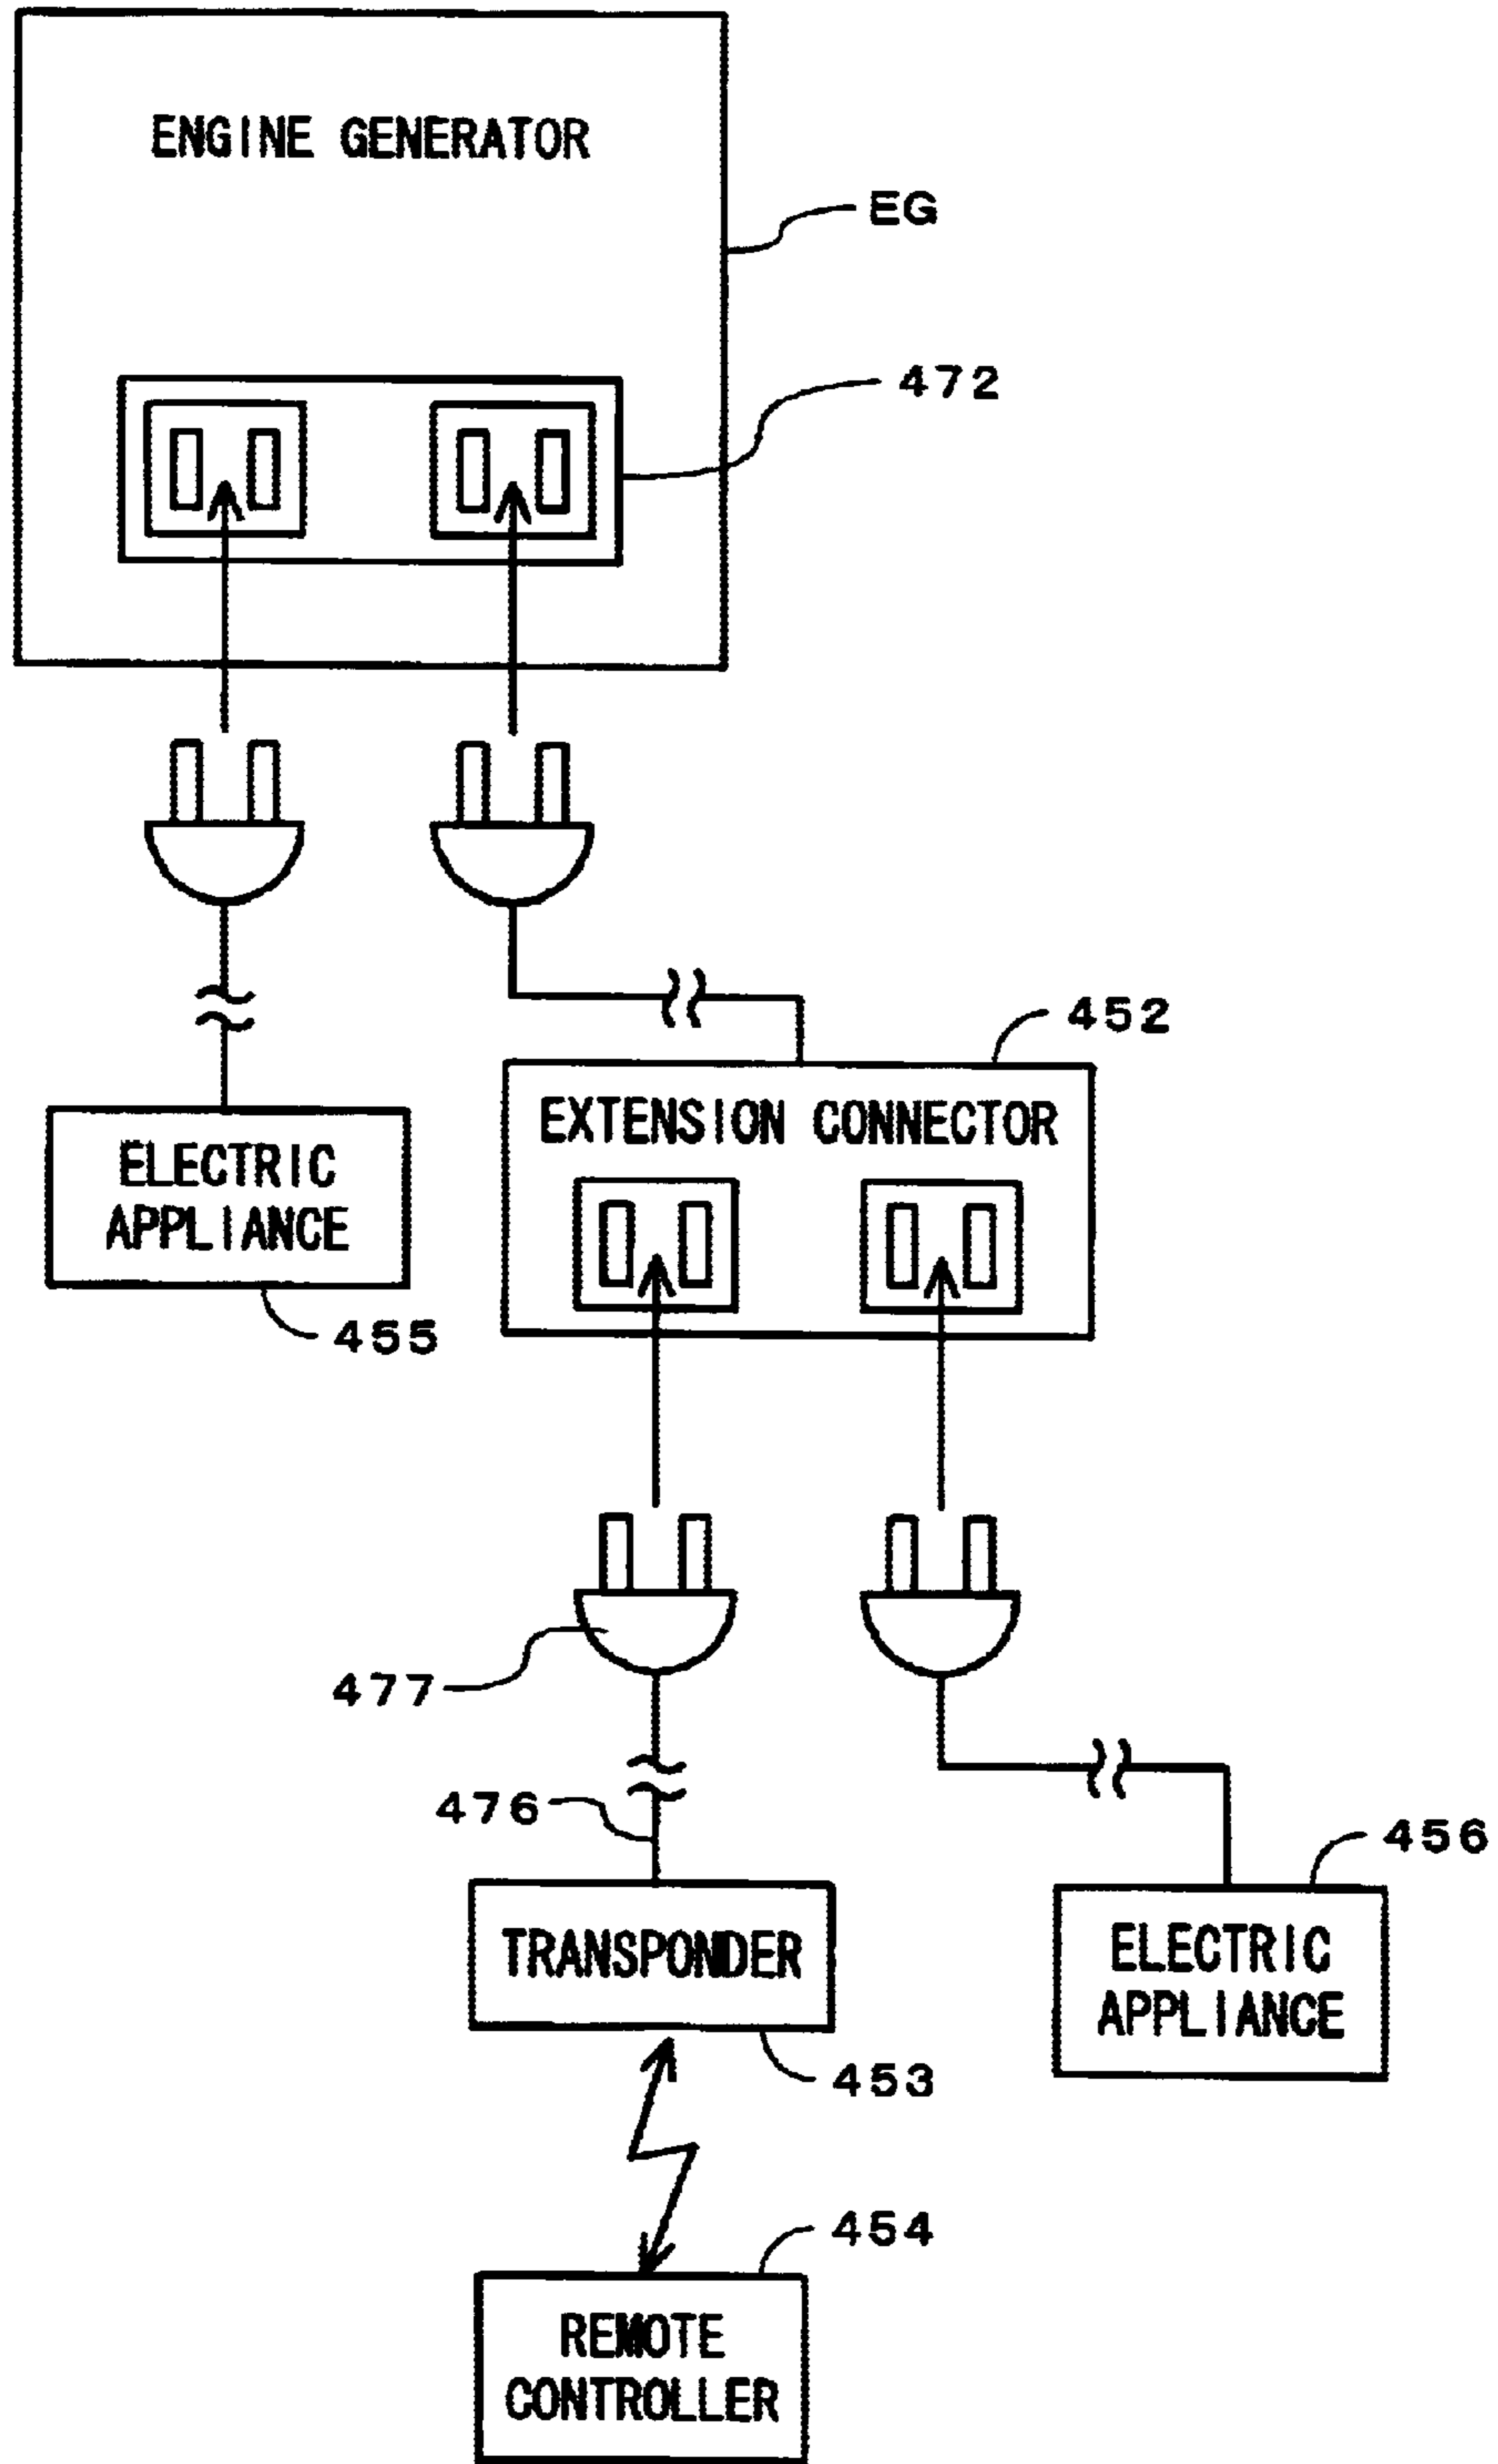 ENGINE GENERATOR
EG
472
452
EXTENSION CONNECTOR
ELECTRIC
APPLIANCE
455
477
476
456
TRANSPONDER
ELECTRIC
APPLIANCE
453
454
REMOTE
CONTROLLER